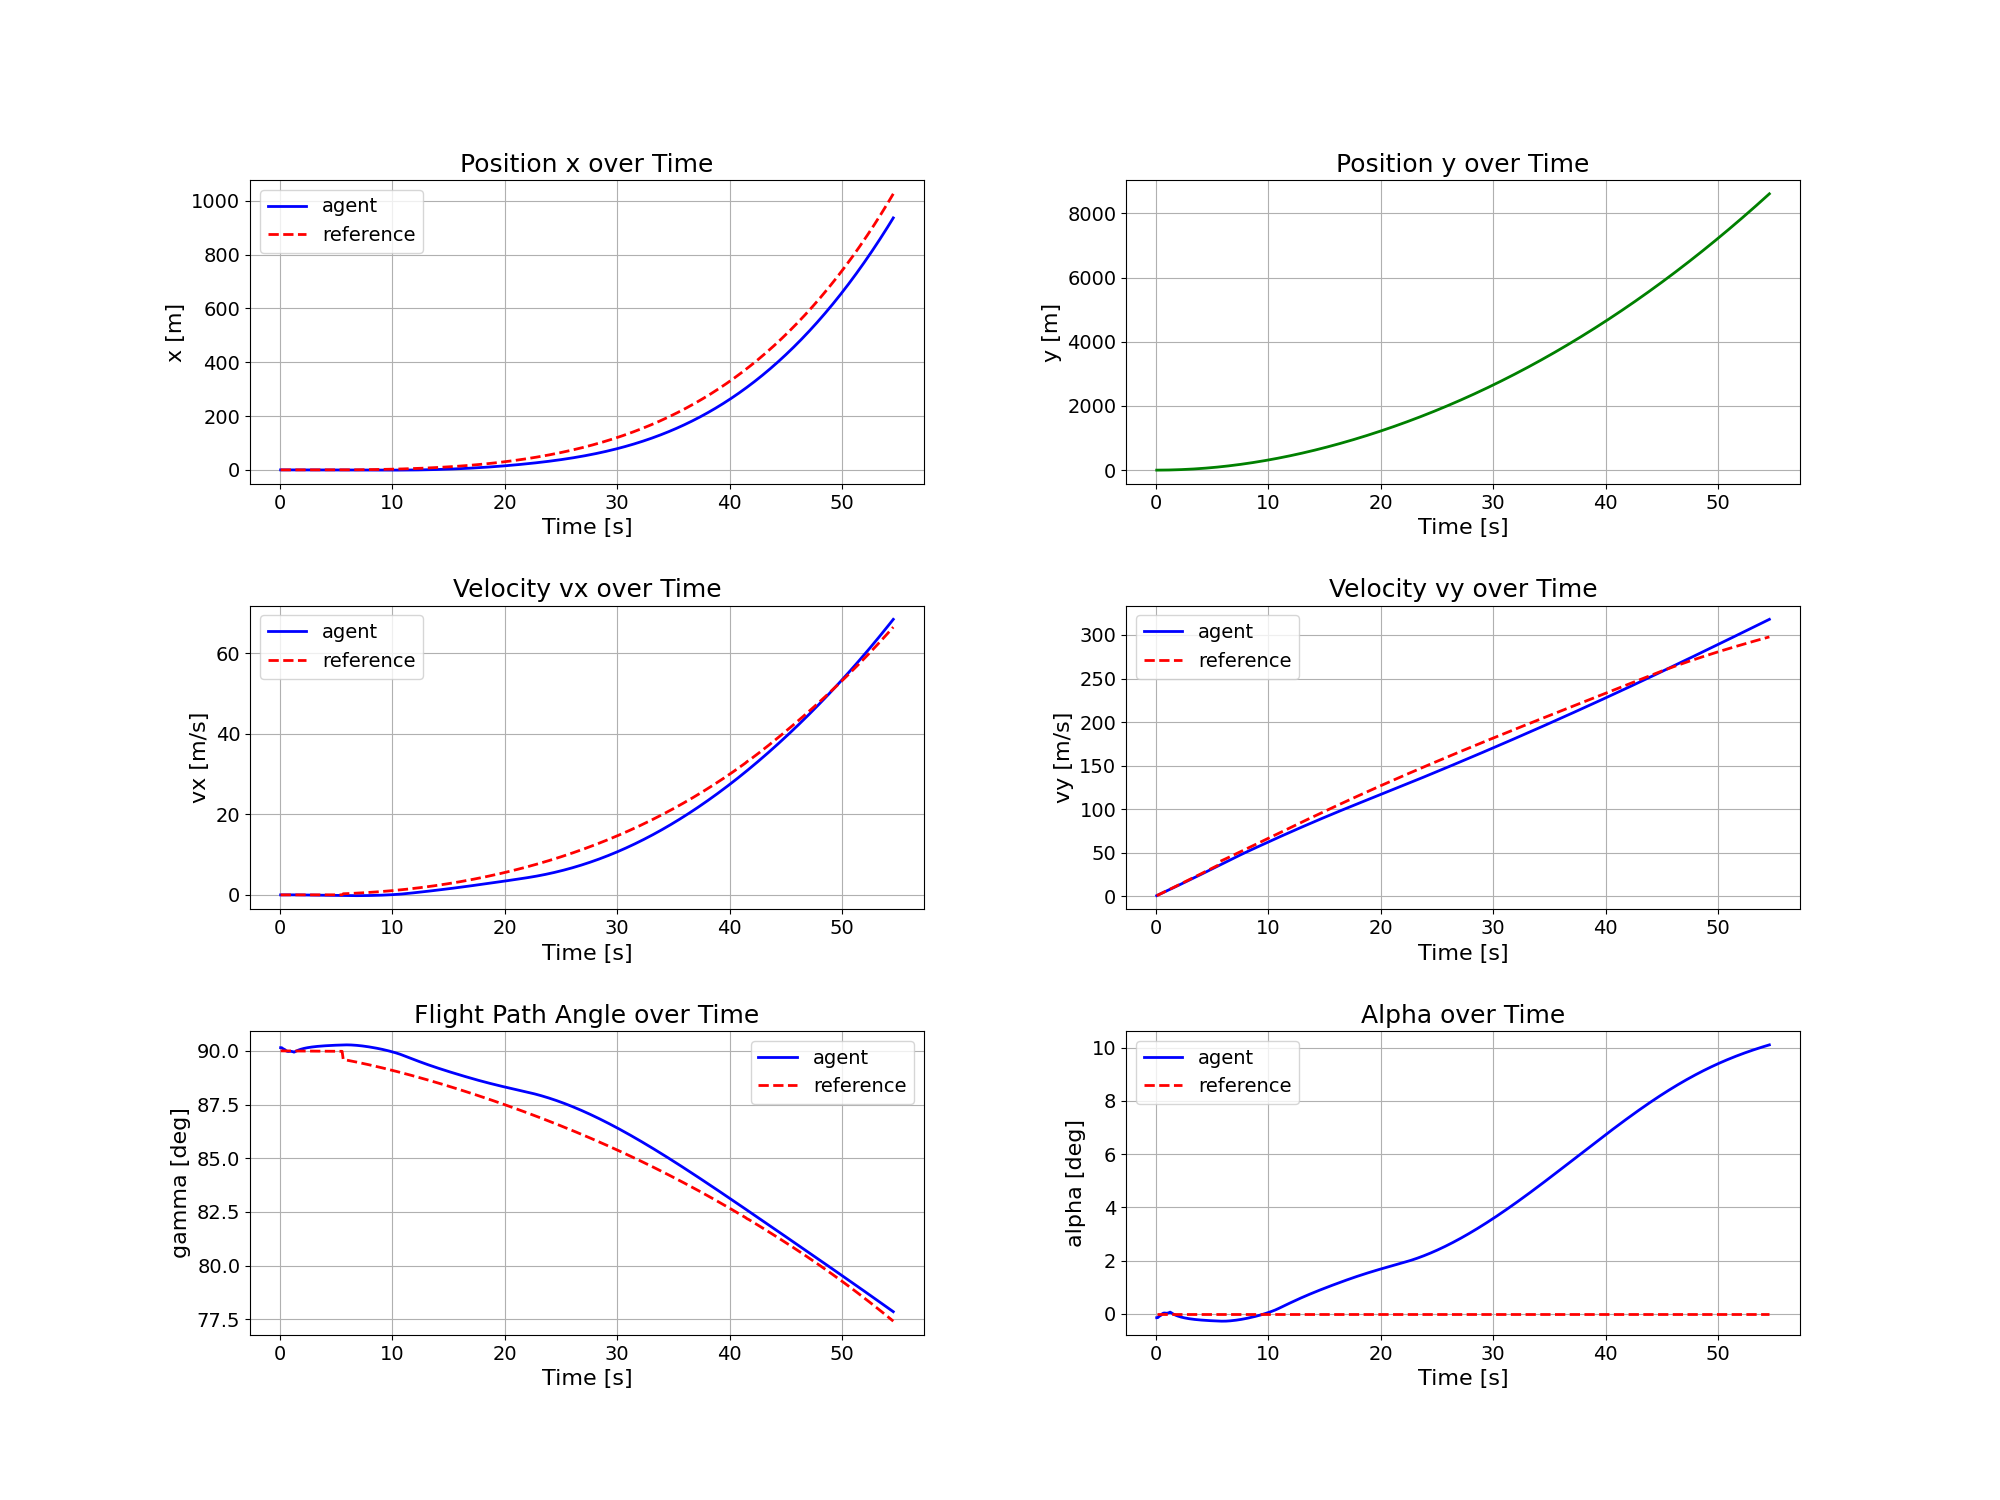 Position x over Time
1000
800
600
400
200
0
x [m]
agent
reference
0 10 20 30 40 50
Time [s]
Position y over Time
8000
6000
4000
2000
0
y [m]
0 10 20 30 40 50
Time [s]
Velocity vx over Time
60
40
20
0
vx [m/s]
agent
reference
0 10 20 30 40 50
Time [s]
Velocity vy over Time
300
250
200
150
100
50
0
vy [m/s]
agent
reference
0 10 20 30 40 50
Time [s]
Flight Path Angle over Time
90.0
87.5
85.0
82.5
80.0
77.5
gamma [deg]
agent
reference
0 10 20 30 40 50
Time [s]
Alpha over Time
10
8
6
4
2
0
alpha [deg]
agent
reference
0 10 20 30 40 50
Time [s]